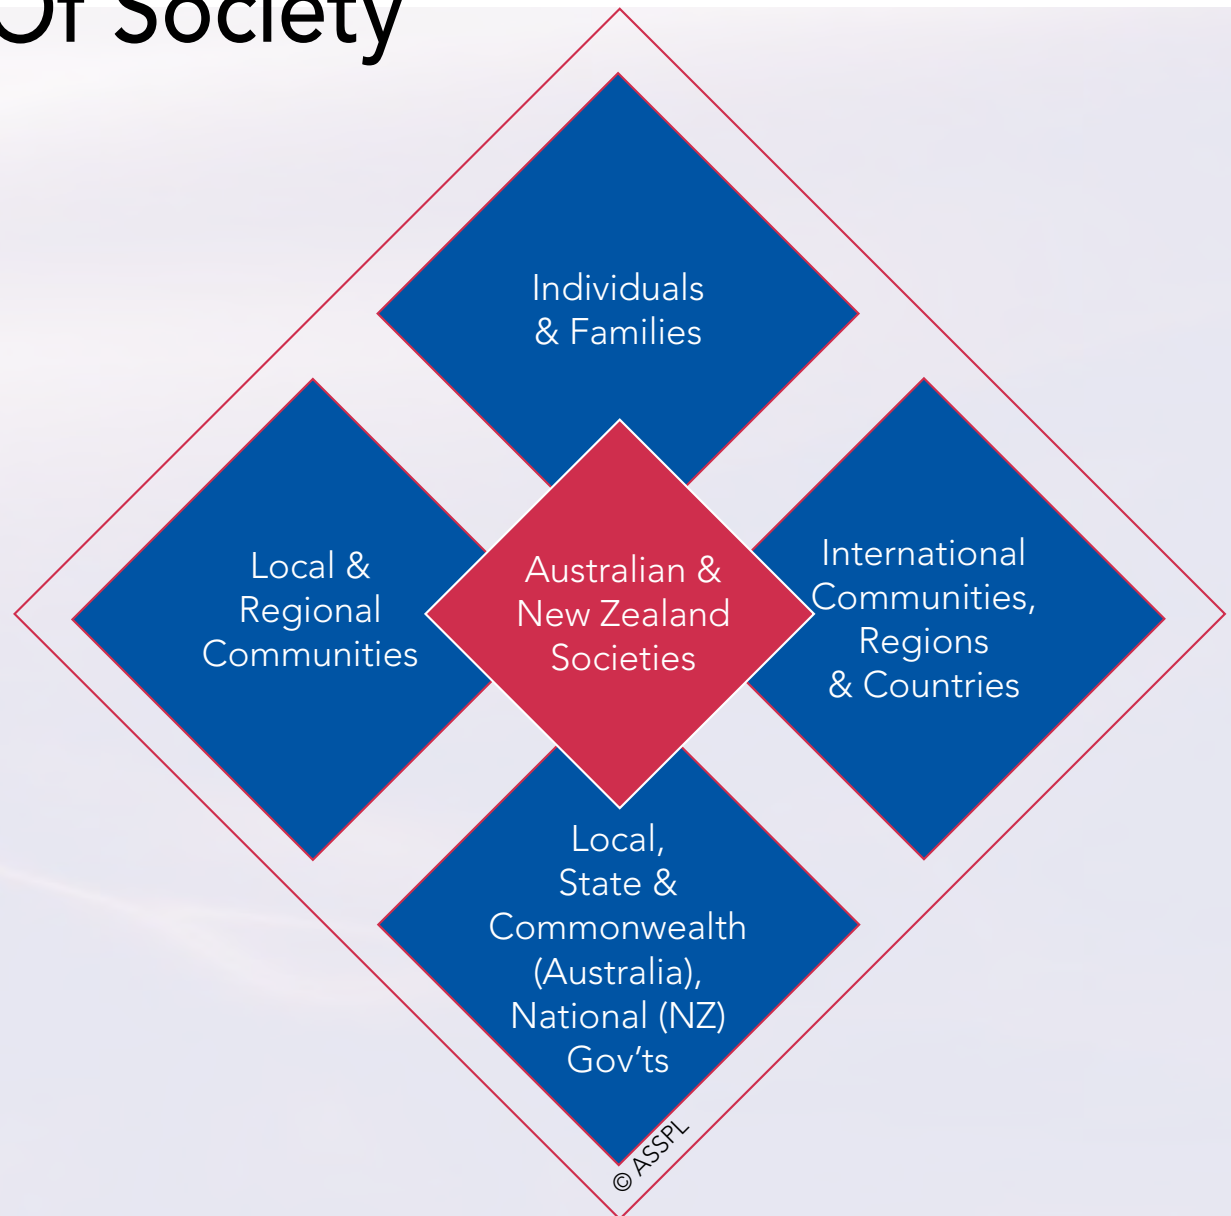 Of Society
Individuals
& Families
Local &
Regional
Communities
Australian &
New Zealand
Societies
International
Communities,
Regions
& Countries
Local,
State &
Commonwealth
(Australia),
National (NZ)
Gov’ts
© ASSPL